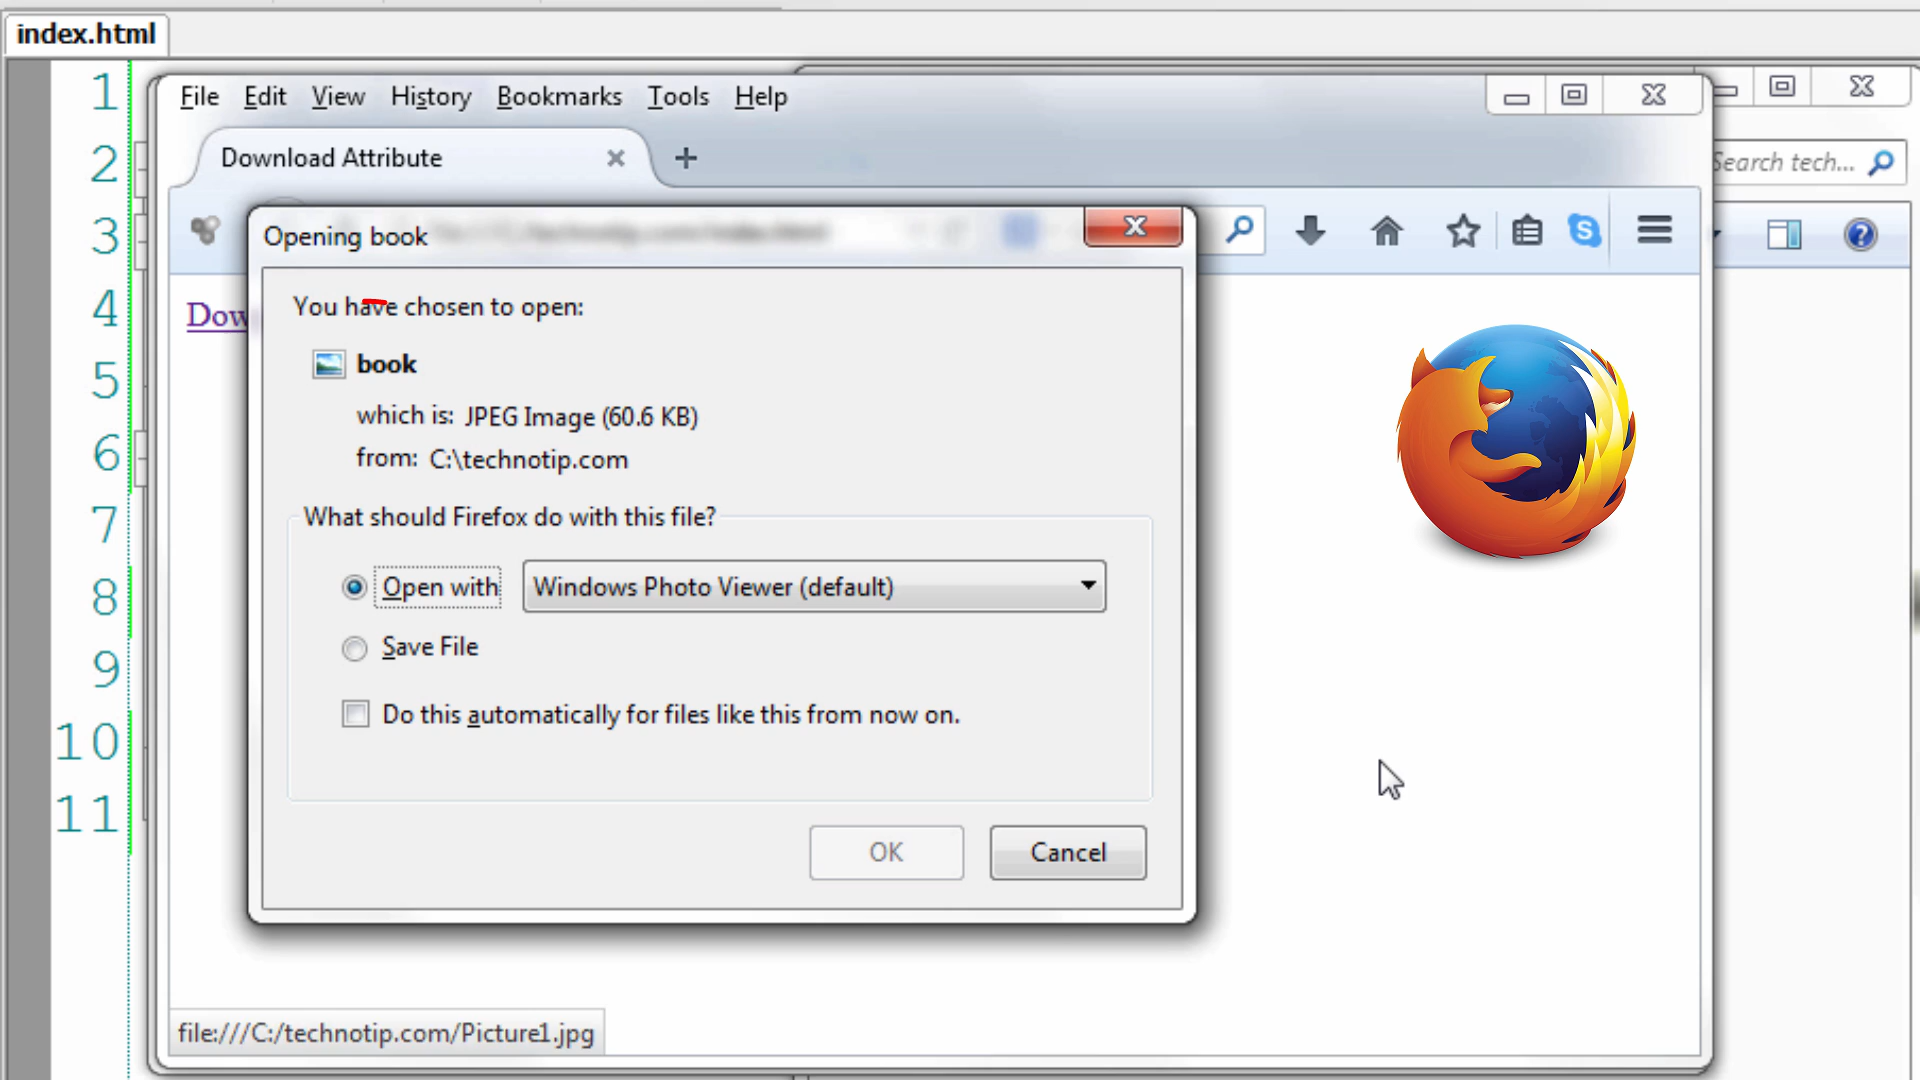 index.html
1
2
3
4
5
6
7
8
9
10
11
File Edit View History Bookmarks Tools Help
Download Attribute
Search tech...
Opening book
Dow
You have chosen to open:
book
which is: JPEG Image (60.6 KB)
from: C:\technotip.com
What should Firefox do with this file?
Open with Windows Photo Viewer (default)
Save File
Do this automatically for files like this from now on.
OK Cancel
file:///C:/technotip.com/Picture1.jpg